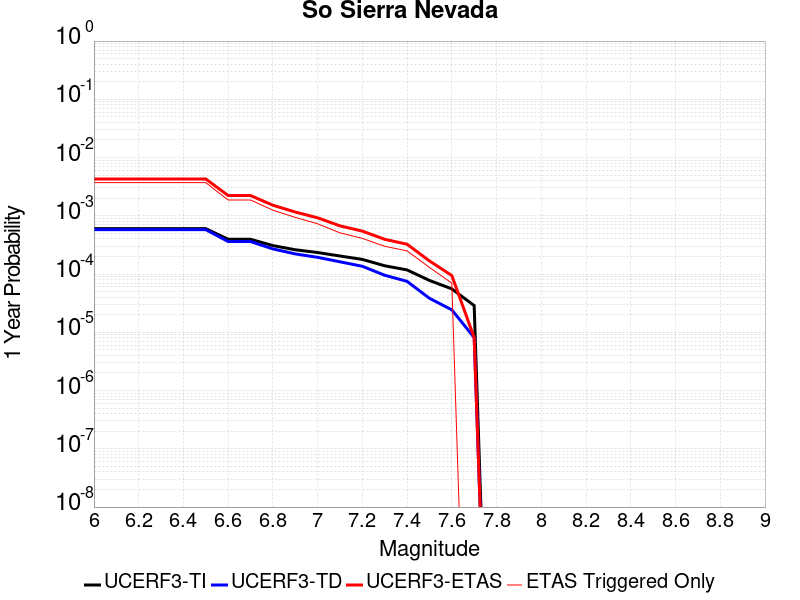 So Sierra Nevada
10^0
10^-1
10^-2
10^-3
10^-4
10^-5
10^-6
10^-7
10^-8
1 Year Probability
6 6.2 6.4 6.6 6.8 7 7.2 7.4 7.6 7.8 8 8.2 8.4 8.6 8.8 9
Magnitude
UCERF3-TI UCERF3-TD UCERF3-ETAS ETAS Triggered Only